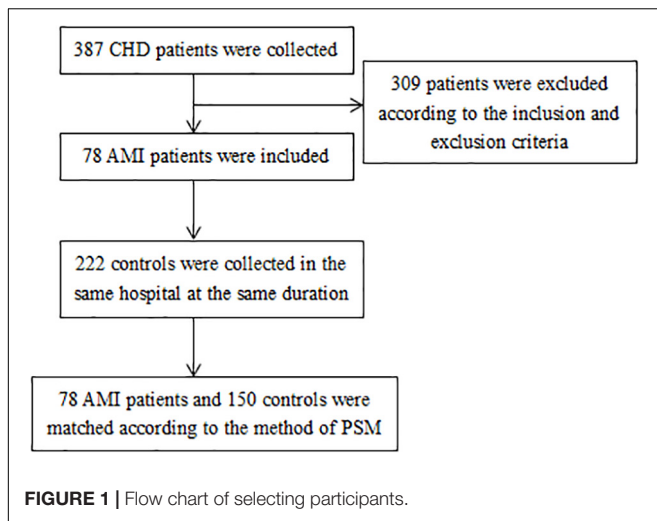 387 CHD patients were collected
309 patients were excluded
according to the inclusion and
exclusion criteria
78 AMI patients were included
222 controls were collected in the
same hospital at the same duration
78 AMI patients and 150 controls were
matched according to the method of PSM
FIGURE 1 | Flow chart of selecting participants.